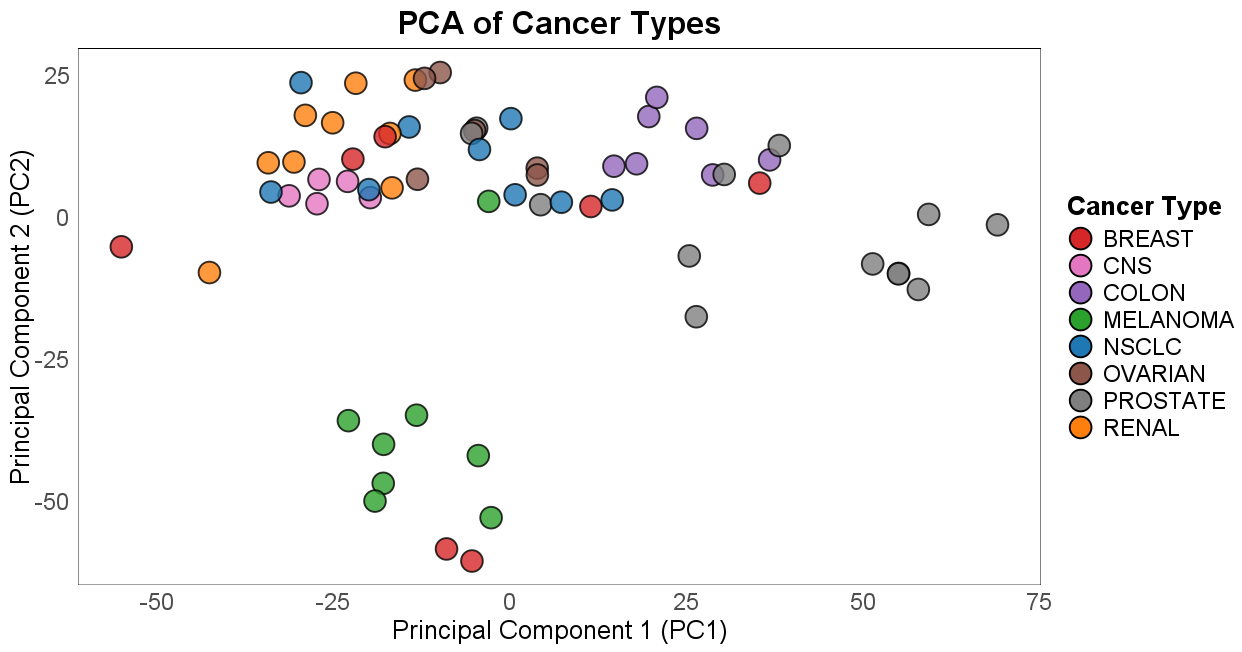 PCA of Cancer Types
Principal Component 2 (PC2)
25
0
-25
-50
-50
-25
0
25
50
75
Principal Component 1 (PC1)
Cancer Type
BREAST
CNS
COLON
MELANOMA
NSCLC
OVARIAN
PROSTATE
RENAL